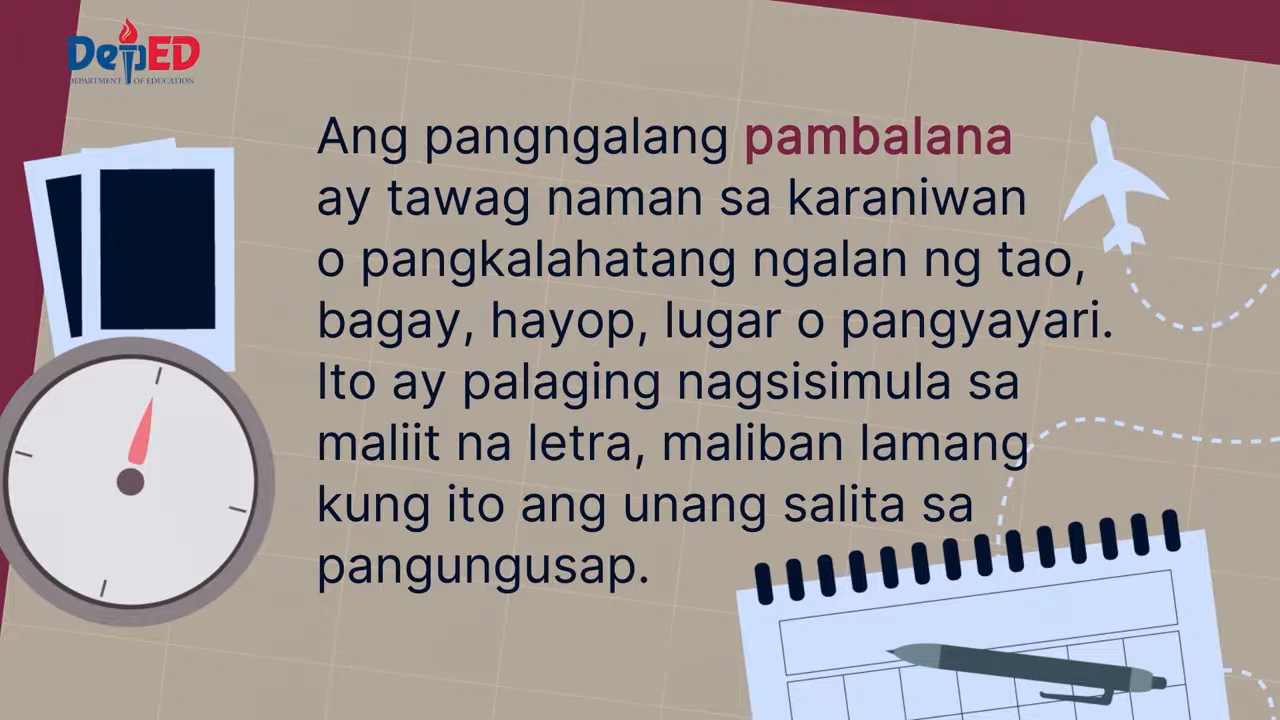 DepED
DEPARTMENT OF EDUCATION
Ang pangngalang pambalana
ay tawag naman sa karaniwan
o pangkalahatang ngalan ng tao,
bagay, hayop, lugar o pangyayari.
Ito ay palaging nagsisimula sa
maliit na letra, maliban lamang
kung ito ang unang salita sa
pangungusap.